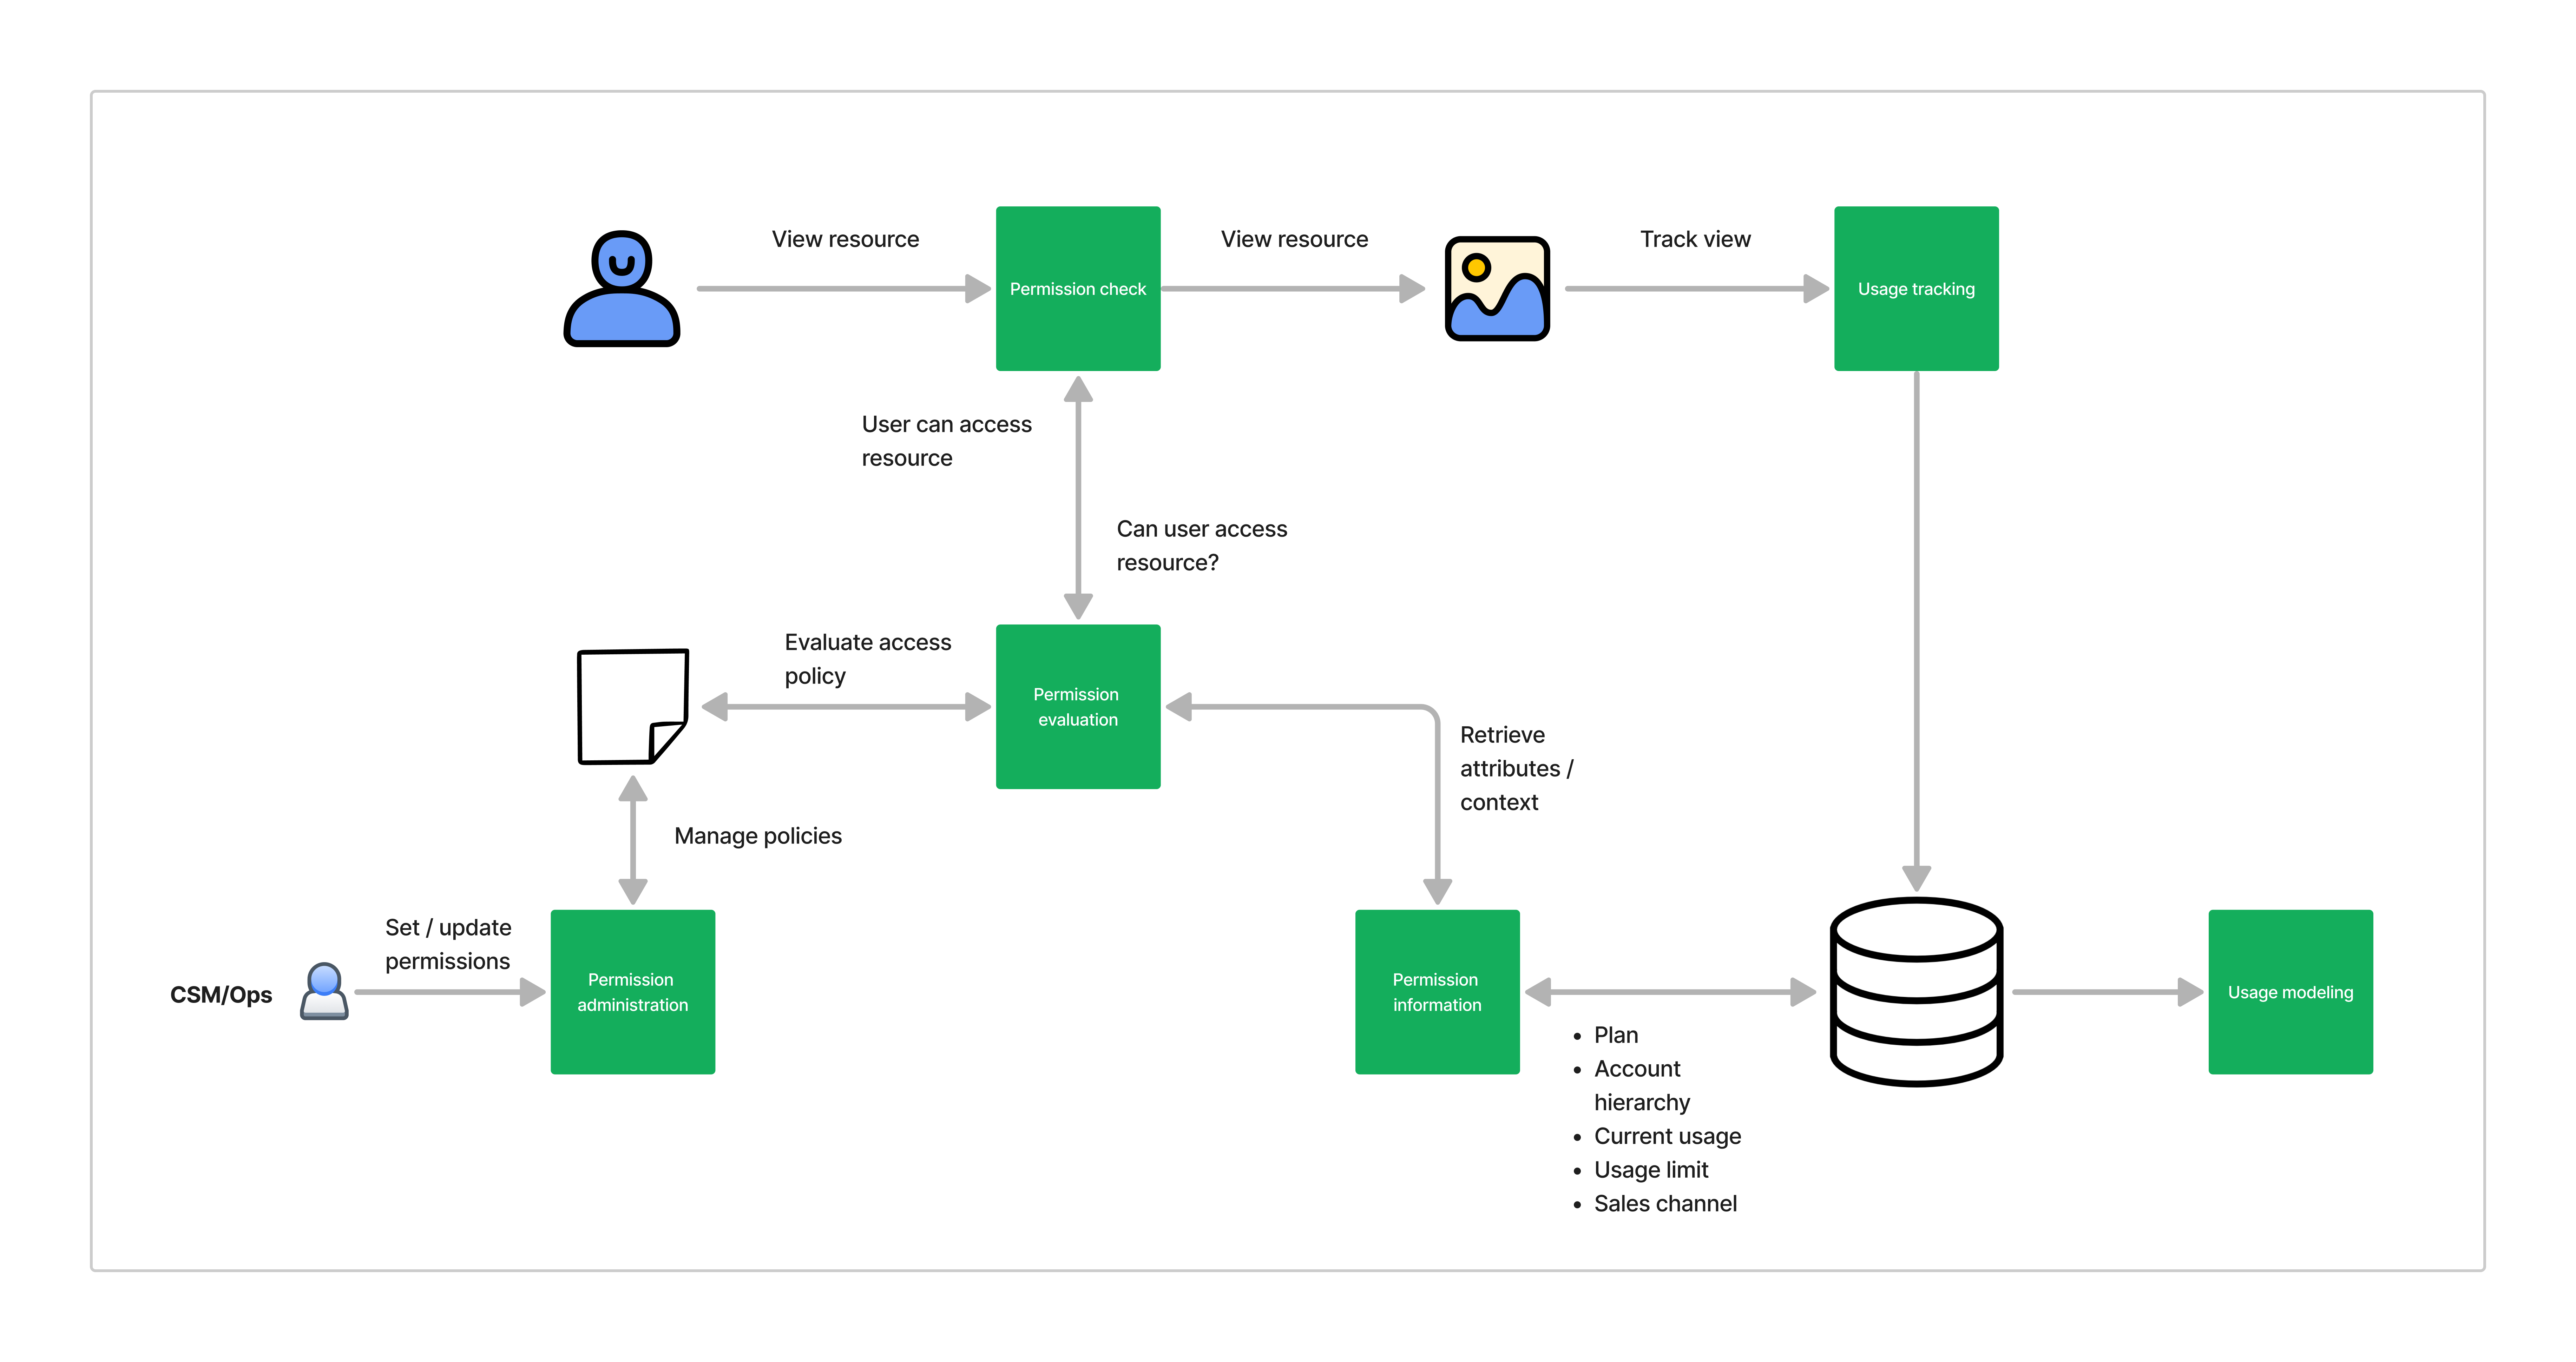 View resource
Permission check
View resource
Track view
Usage tracking
User can access
resource
Can user access
resource?
Evaluate access
policy
Permission
evaluation
Retrieve
attributes /
context
Manage policies
Set / update
permissions
CSM/Ops
Permission
administration
Permission
information
• Plan
• Account
hierarchy
• Current usage
• Usage limit
• Sales channel
Usage modeling